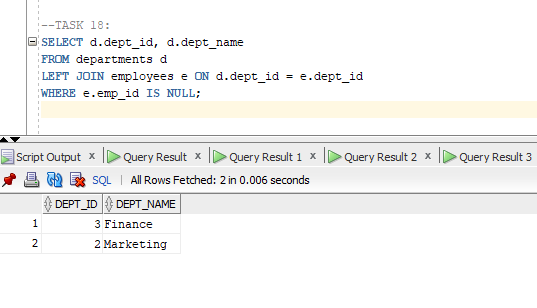 --TASK 18:
SELECT d.dept_id, d.dept_name
FROM departments d
LEFT JOIN employees e ON d.dept_id = e.dept_id
WHERE e.emp_id IS NULL;
Script Output x Query Result x Query Result 1 x Query Result 2 x Query Result 3
SQL | All Rows Fetched: 2 in 0.006 seconds
DEPT_ID DEPT_NAME
1 3 Finance
2 2 Marketing